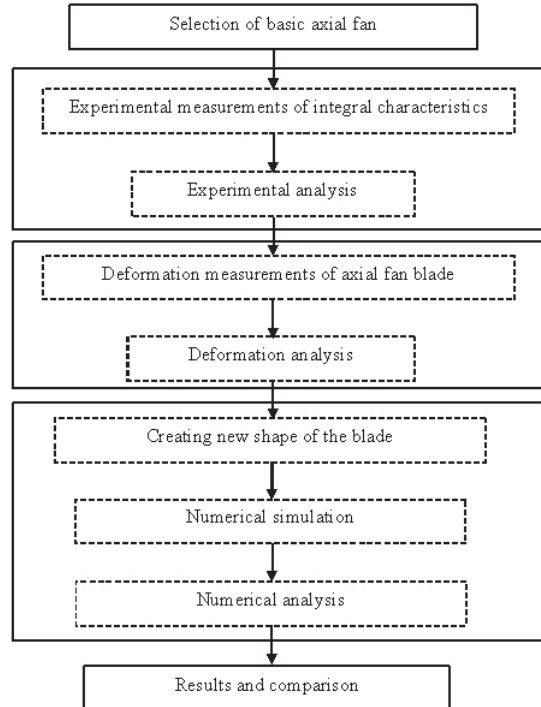 Selection of basic axial fan
Experimental measurements of integral characteristics
Experimental analysis
Deformation measurements of axial fan blade
Deformation analysis
Creating new shape of the blade
Numerical simulation
Numerical analysis
Results and comparison